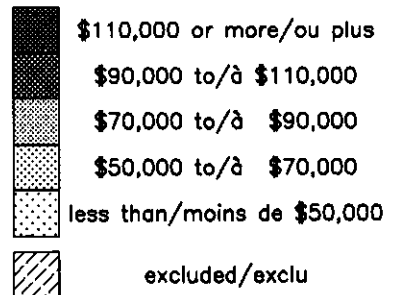 $110,000 or more/ou plus
$90,000 to/à $110,000
$70,000 to/à $90,000
$50,000 to/à $70,000
less than/moins de $50,000
excluded/exclu